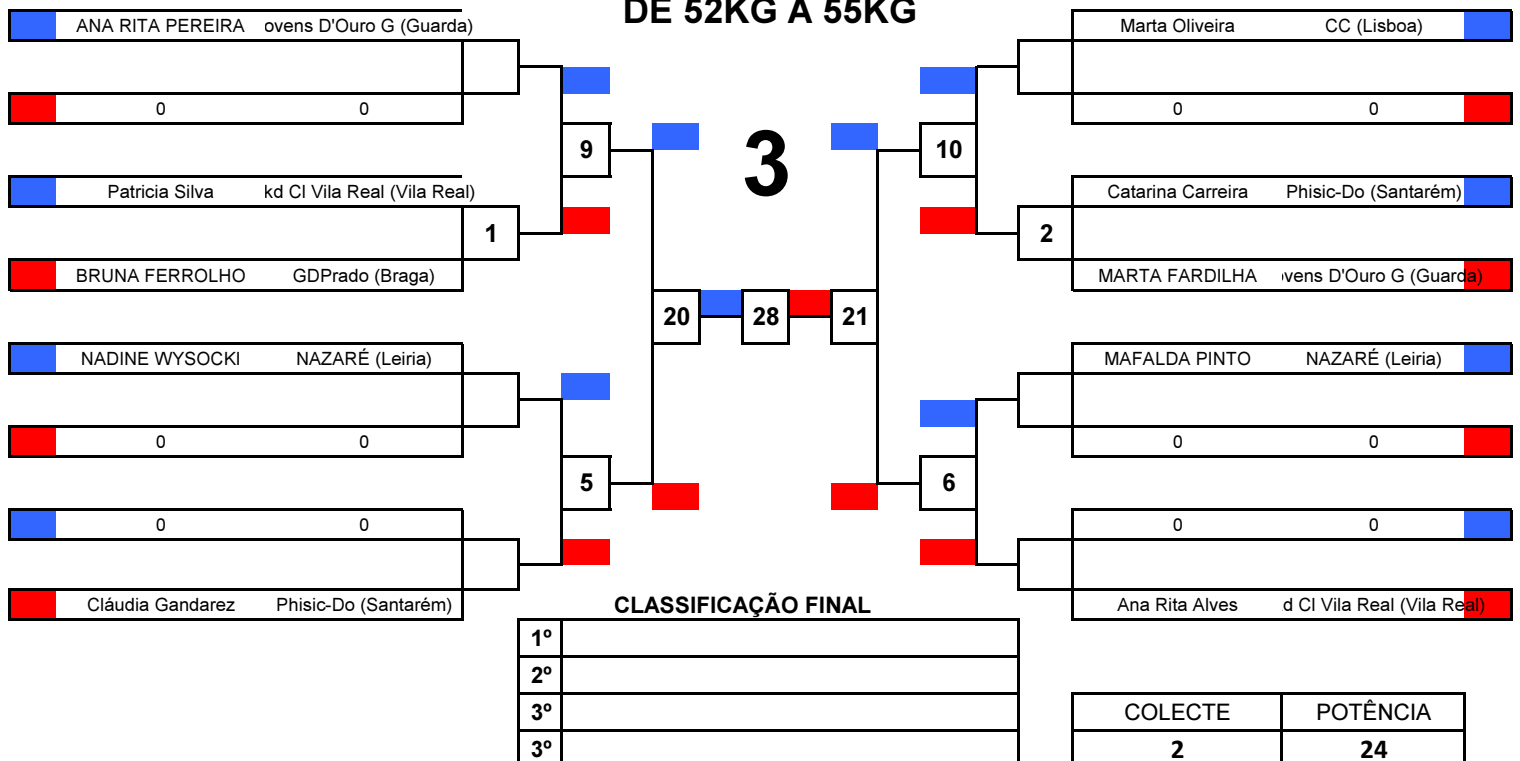 DE 52KG A 55KG
ANA RITA PEREIRA ovens D'Ouro G (Guarda)
Marta Oliveira CC (Lisboa)
0 0
0 0
9
3
10
Patricia Silva kd Cl Vila Real (Vila Real)
Catarina Carreira Phisic-Do (Santarém)
1
2
BRUNA FERROLHO GDPrado (Braga)
MARTA FARDILHA vens D'Ouro G (Guarda)
20 28 21
NADINE WYSOCKI NAZARÉ (Leiria)
MAFALDA PINTO NAZARÉ (Leiria)
0 0
0 0
5
6
0 0
0 0
Cláudia Gandarez Phisic-Do (Santarém)
CLASSIFICAÇÃO FINAL
Ana Rita Alves d Cl Vila Real (Vila Real)
1º
2º
3º
COLECTE POTÊNCIA
3º
2 24